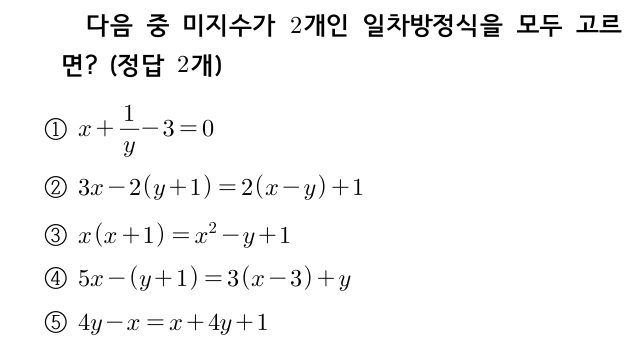 다음 중 미지수가 2개인 일차방정식을 모두 고르
면? (정답 2개)
① x + 1/y - 3 = 0
② 3x - 2(y+1) = 2(x-y) + 1
③ x(x+1) = x² - y + 1
④ 5x - (y+1) = 3(x-3) + y
⑤ 4y - x = x + 4y + 1